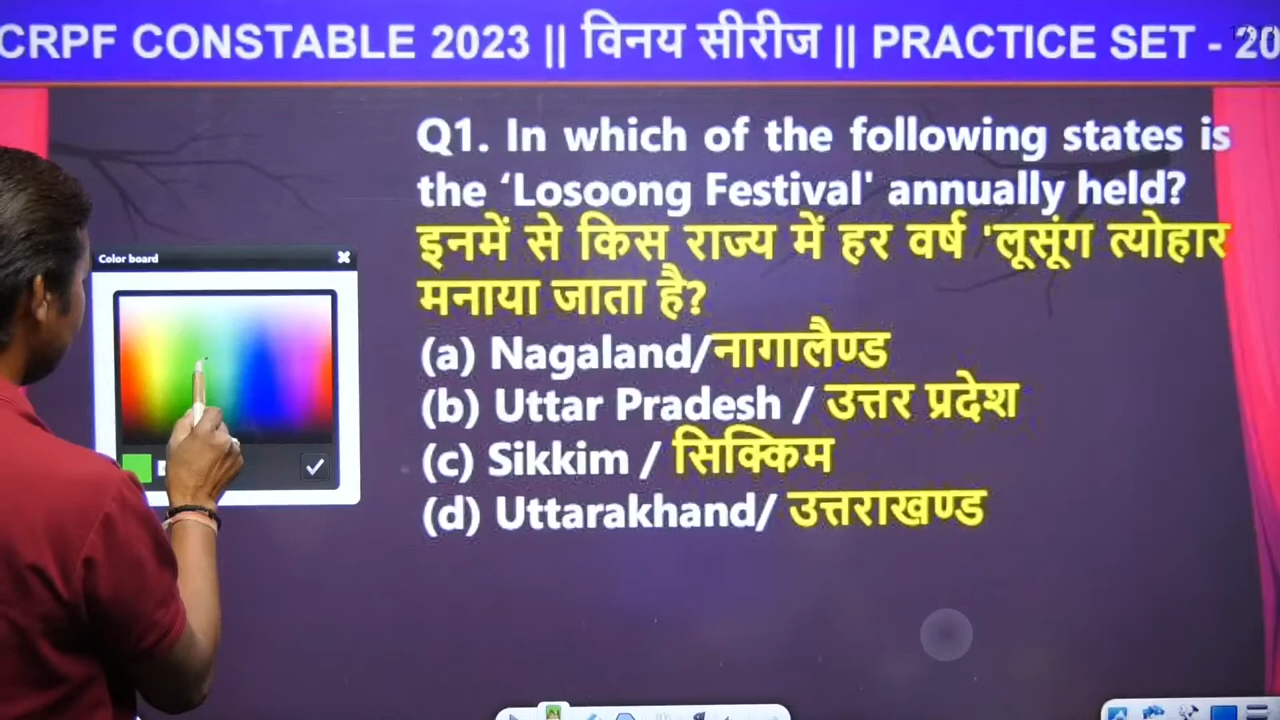 CRPF CONSTABLE 2023 || विनय सीरीज || PRACTICE SET - 20
Q1. In which of the following states is
the ‘Losoong Festival' annually held?
इनमें से किस राज्य में हर वर्ष 'लूसूंग त्योहार
मनाया जाता है?
(a) Nagaland/नागालैण्ड
(b) Uttar Pradesh / उत्तर प्रदेश
(c) Sikkim / सिक्किम
(d) Uttarakhand/ उत्तराखण्ड
Color board